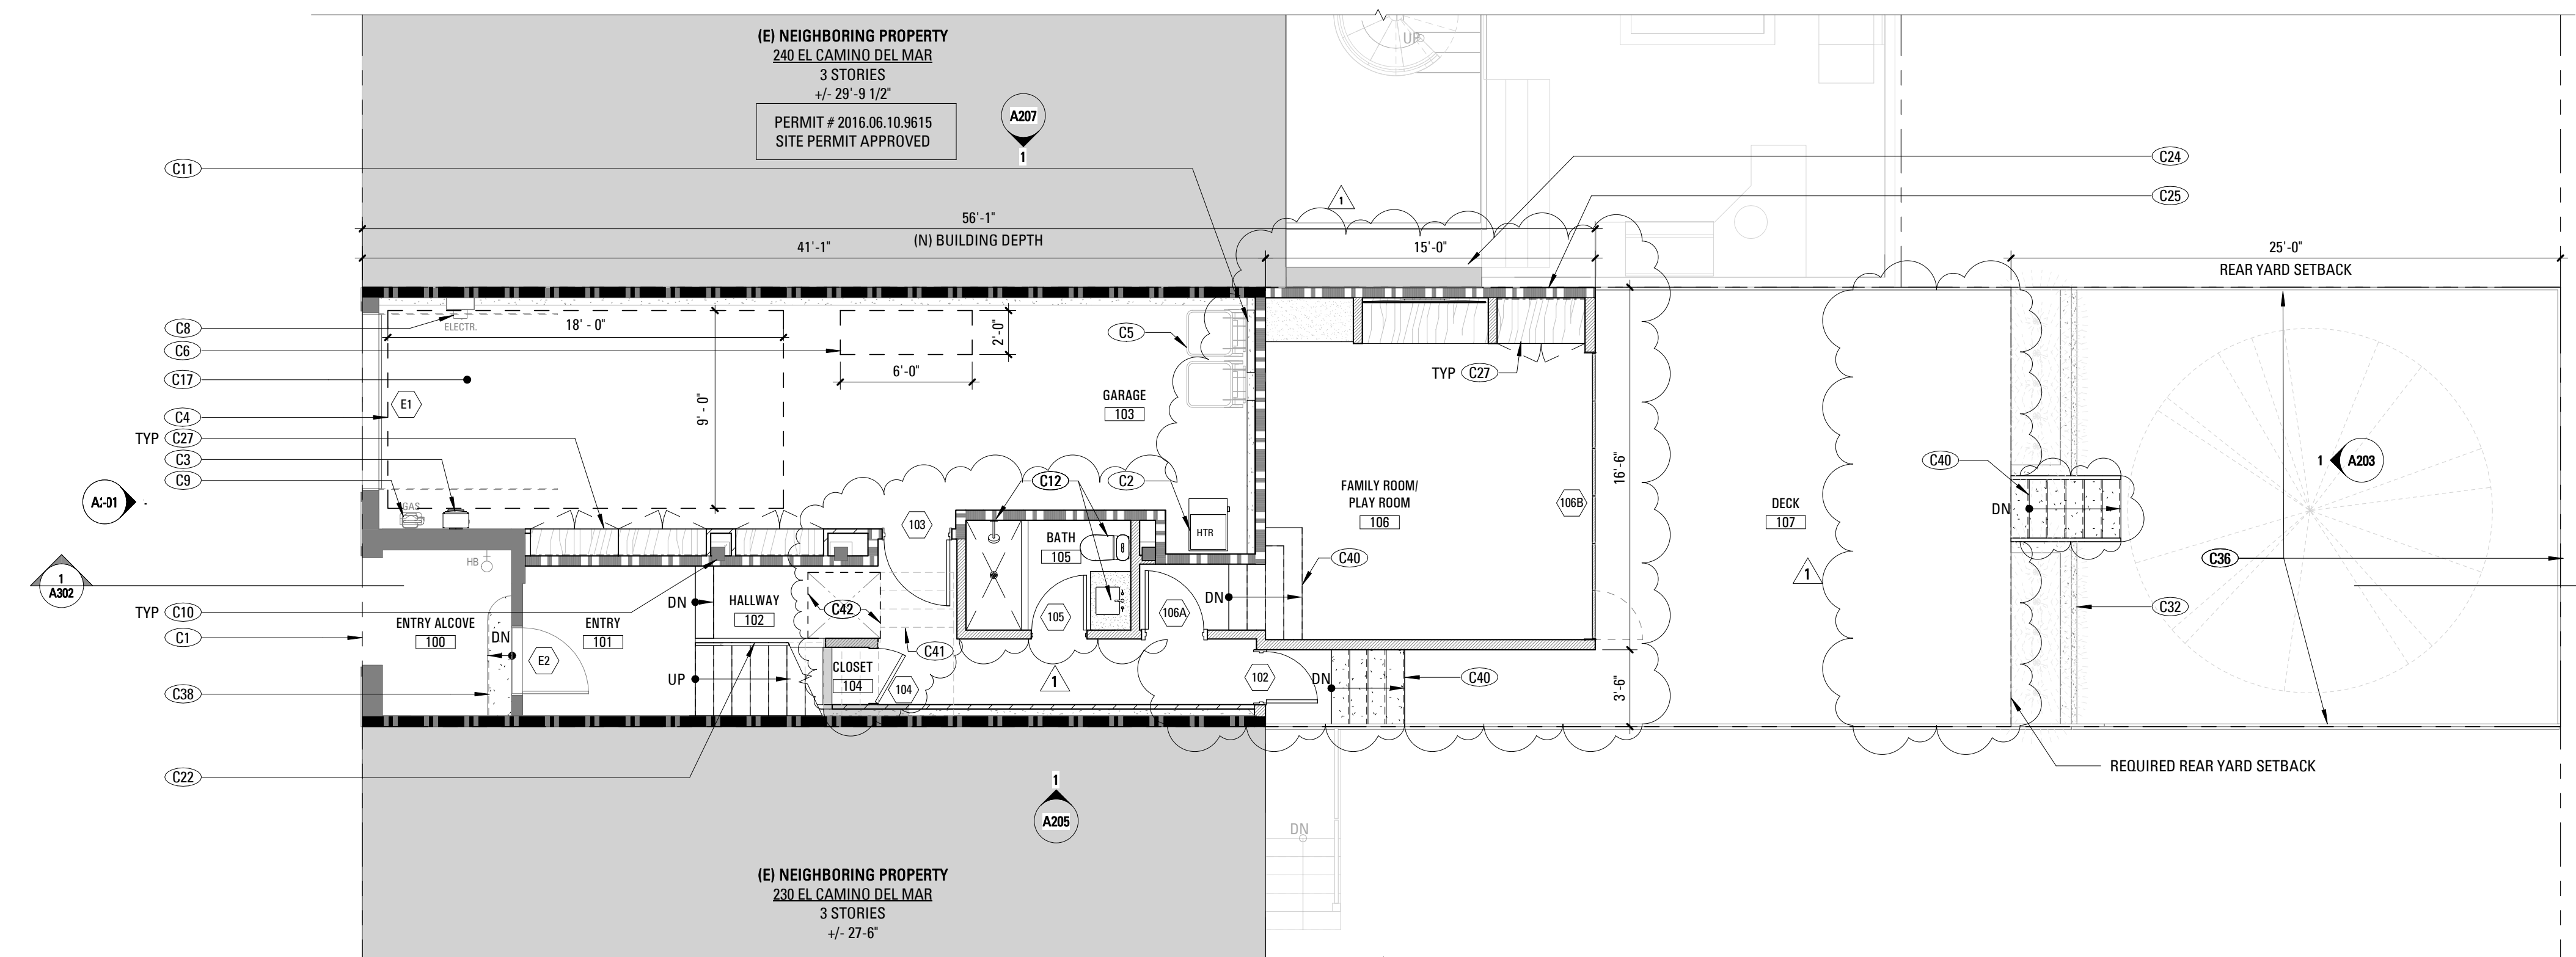 (E) NEIGHBORING PROPERTY
240 EL CAMINO DEL MAR
3 STORIES
+/- 29'-9 1/2"
PERMIT # 2016.06.10.9615
SITE PERMIT APPROVED
A207
1
UP
C11
C24
C25
1
56'-1"
(N) BUILDING DEPTH
41'-1"
15'-0"
25'-0"
REAR YARD SETBACK
C8
ELECTR.
18' - 0"
C6
2'-0"
C5
6'-0"
C17
TYP C27
C4
E1
9' - 0"
GARAGE
103
TYP C27
C3
C9
GAS
C12
C2
HTR
FAMILY ROOM/
PLAY ROOM
106
106B
16'-6"
DECK
107
C40
DN
1
A203
103
BATH
105
HB
C40
C36
1
1
A302
TYP C10
DN
HALLWAY
102
C42
105
106A
DN
C32
C1
ENTRY ALCOVE
100
DN
ENTRY
101
E2
C41
UP
CLOSET
104
104
1
102
DN
C40
C38
3'-6"
C22
REQUIRED REAR YARD SETBACK
1
A205
DN
(E) NEIGHBORING PROPERTY
230 EL CAMINO DEL MAR
3 STORIES
+/- 27-6"